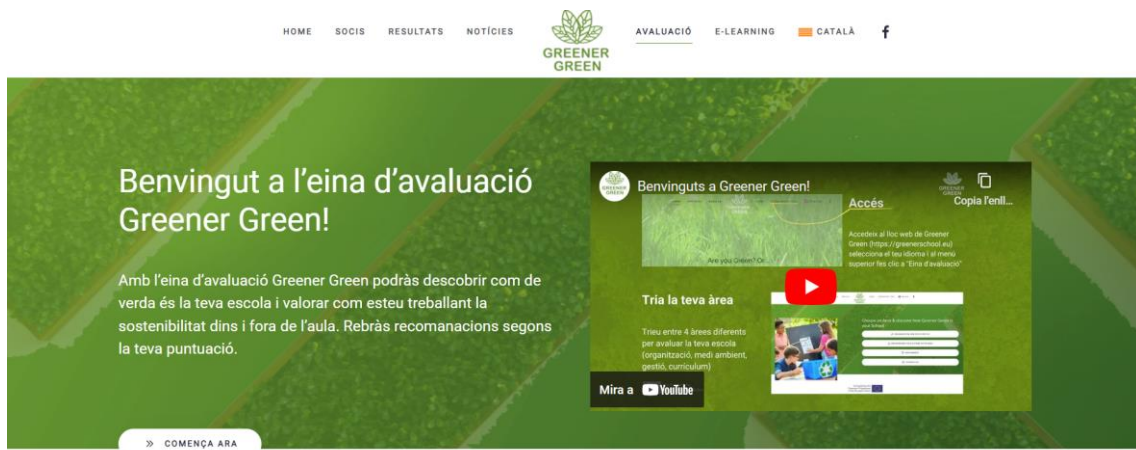 HOME SOCIS RESULTATS NOTÍCIES
GREENER
GREEN
AVALUACIÓ E-LEARNING CATALÀ f
Benvingut a l'eina d'avaluació
Greener Green!
Amb l'eina d'avaluació Greener Green podràs descobrir com de
verda és la teva escola i valorar com esteu treballant la
sostenibilitat dins i fora de l'aula. Rebràs recomanacions segons
la teva puntuació.
» COMENÇA ARA
GREENER
GREEN
Benvinguts a Greener Green!
Copia l'enll...
Accés
Accedeix al lloc web de Greener
Green (https://greenerschool.eu)
selecciona el teu idioma i al menú
superior fes clic a "Eina d'avaluació"
Are you Green? Or
Tria la teva àrea
Trieu entre 4 àrees diferents
per avaluar la teva escola
(organització, medi ambient,
gestió, currículum)
Mira a YouTube